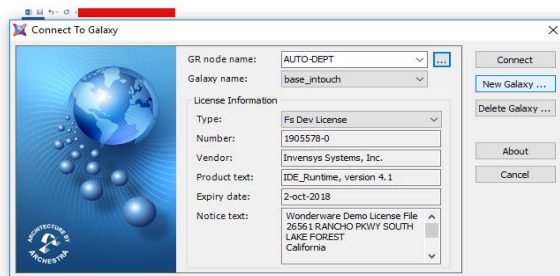 Connect To Galaxy
GR node name: AUTO-DEPT ... Connect
Galaxy name: base_intouch New Galaxy ...
License Information Delete Galaxy ...
Type: Fs Dev License
Number: 1905578-0
Vendor: Invensys Systems, Inc. About
Product text: IDE_Runtime, version 4.1 Cancel
Expiry date: 2-oct-2018
Notice text: Wonderware Demo License File
26561 RANCHO PKWY SOUTH
LAKE FOREST
California
ARCHITECTURE BY
ARCHESTRA